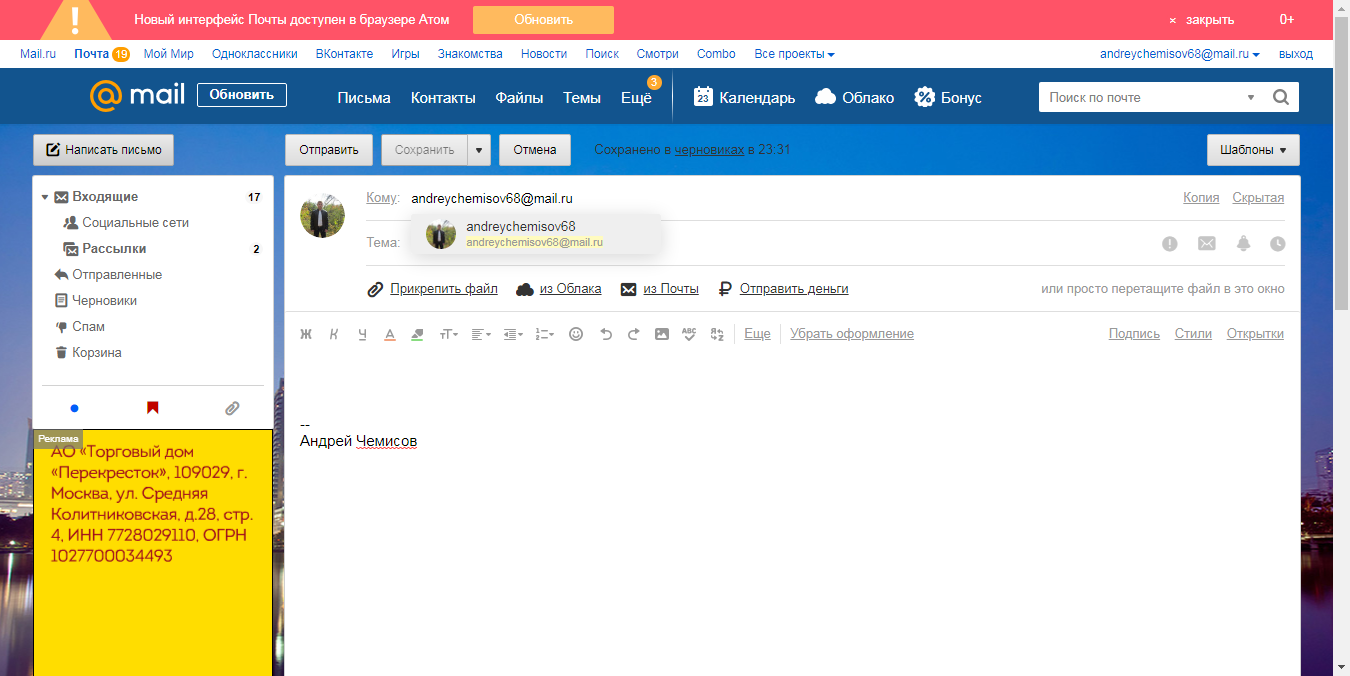 ! Новый интерфейс Почты доступен в браузере Атом Обновить × закрыть 0+
Mail.ru Почта 19 Мой Мир Одноклассники ВКонтакте Игры Знакомства Новости Поиск Смотри Combo Все проекты andreychemisov68@mail.ru выход
@mail Обновить Письма Контакты Файлы Темы Ещё 3 23 Календарь Облако Бонус Поиск по почте
Написать письмо Отправить Сохранить Отмена Сохранено в черновиках в 23:31 Шаблоны
Входящие 17
Социальные сети
Рассылки 2
Отправленные
Черновики
Спам
Корзина
Кому: andreychemisov68@mail.ru Копия Скрытая
andreychemisov68
andreychemisov68@mail.ru
Тема:
Прикрепить файл из Облака из Почты Отправить деньги или просто перетащите файл в это окно
Ж К Ч А тТ ABC Еще Убрать оформление Подпись Стили Открытки
--
Андрей Чемисов
Реклама
АО «Торговый дом
«Перекресток», 109029, г.
Москва, ул. Средняя
Колитниковская, д.28, стр.
4, ИНН 7728029110, ОГРН
1027700034493